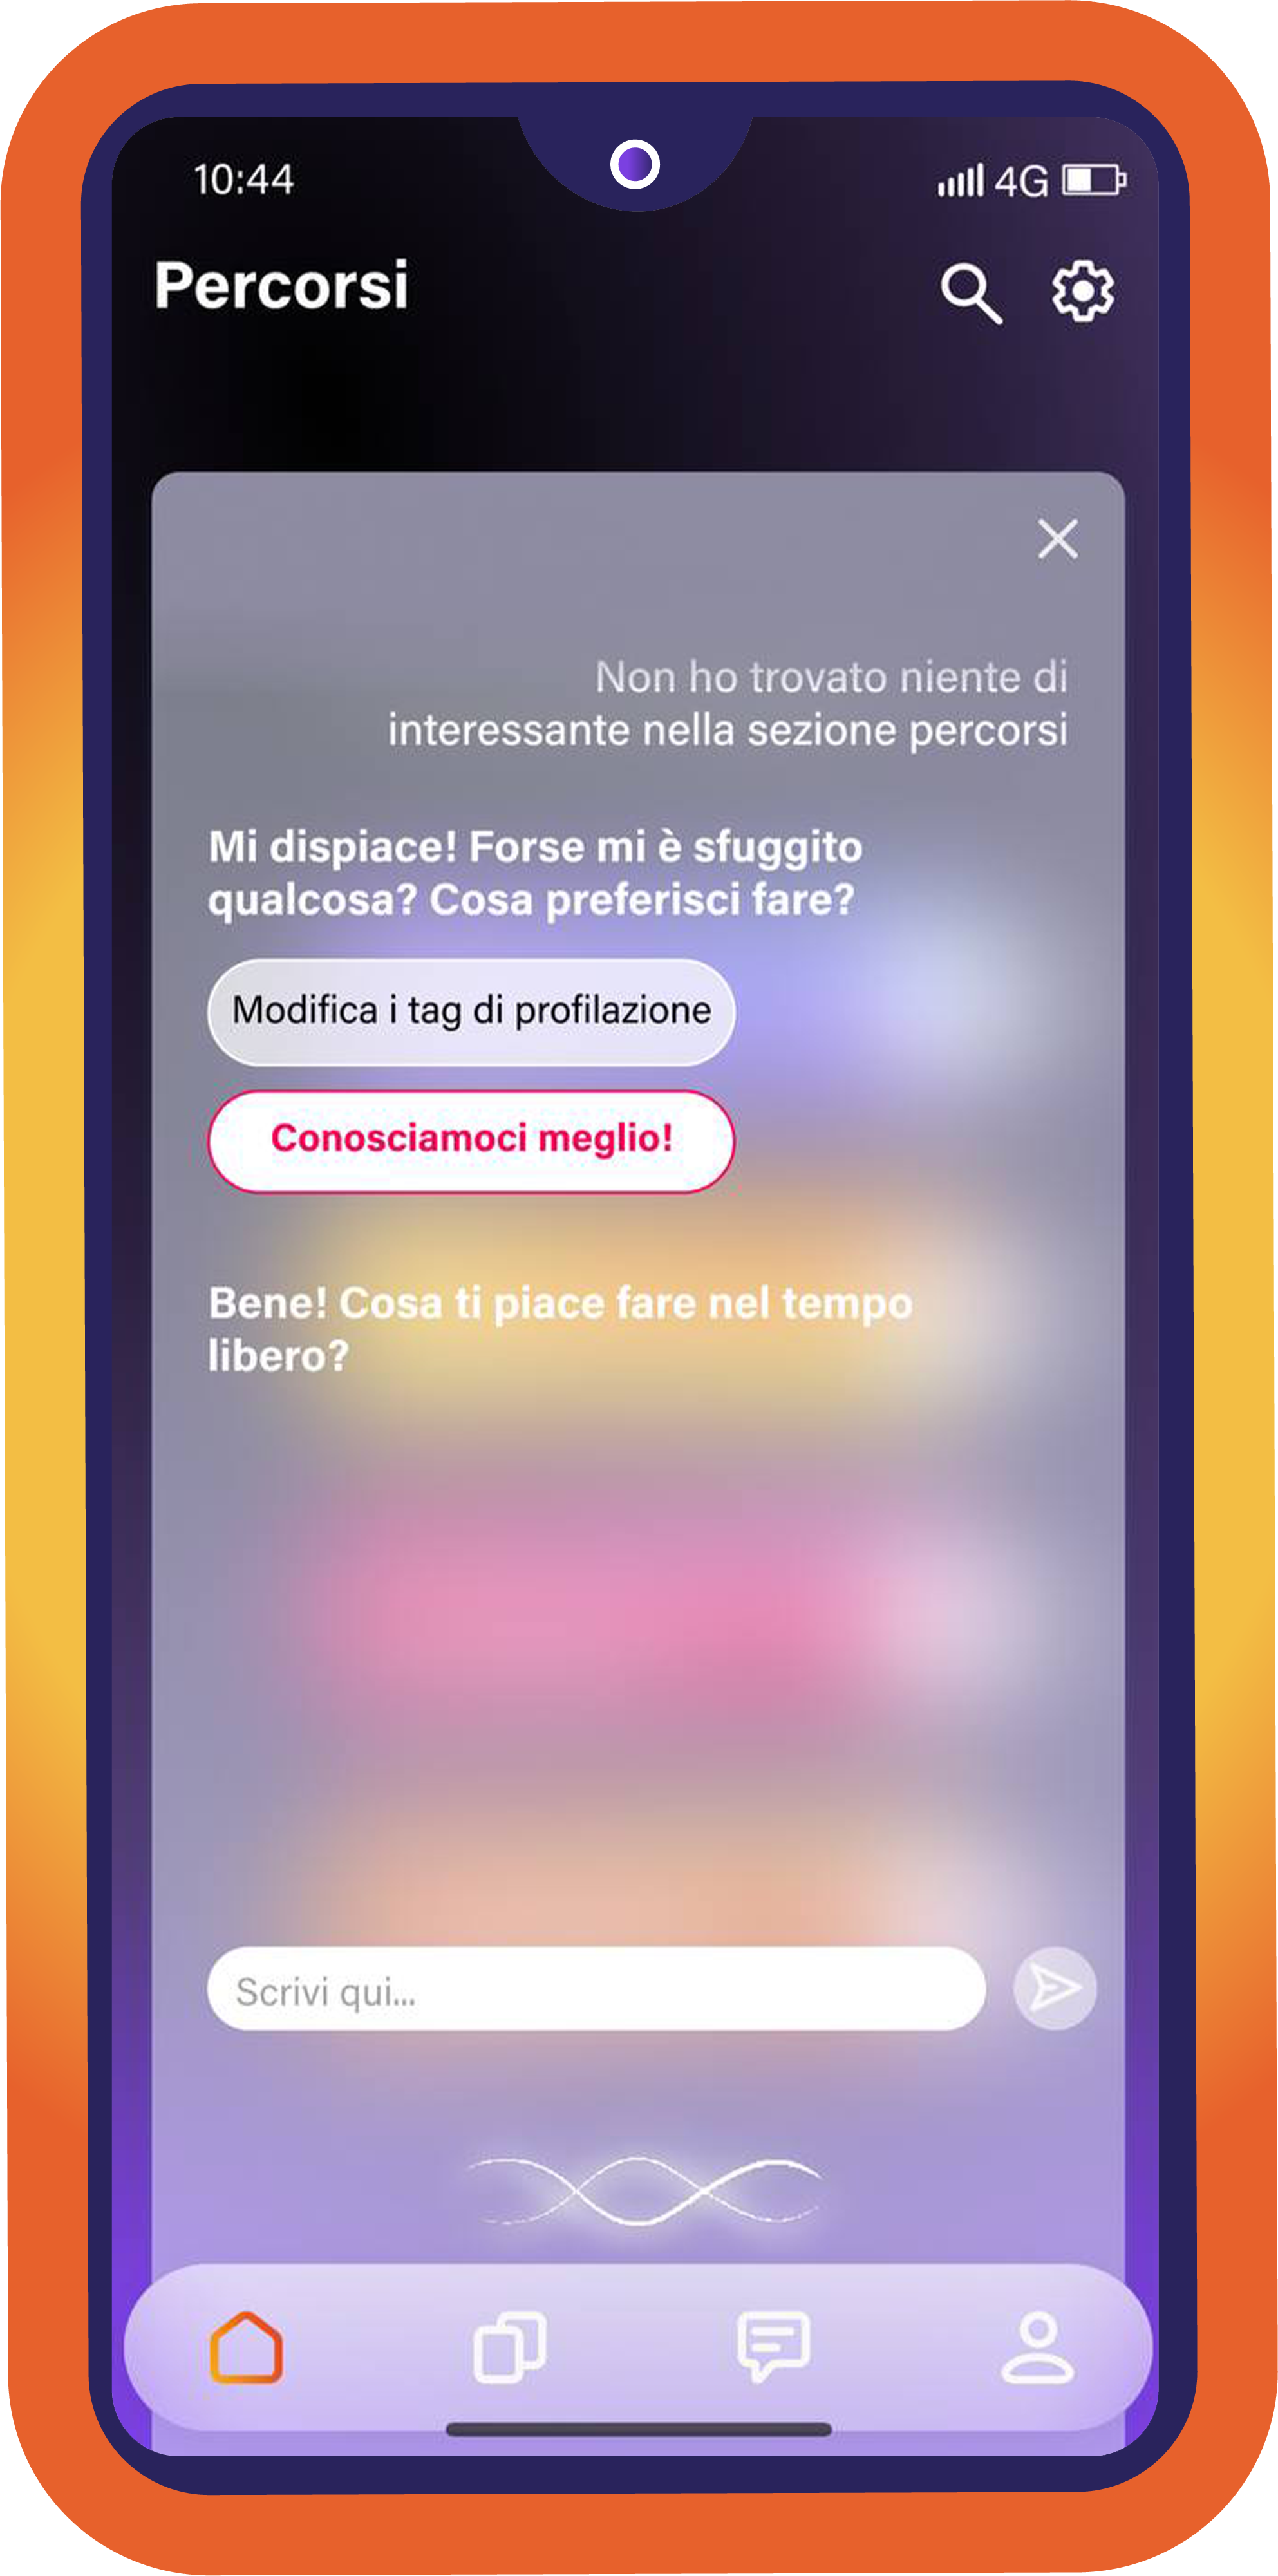 10:44
4G
Percorsi
Non ho trovato niente di
interessante nella sezione percorsi
Mi dispiace! Forse mi è sfuggito
qualcosa? Cosa preferisci fare?
Modifica i tag di profilazione
Conosciamoci meglio!
Bene! Cosa ti piace fare nel tempo
libero?
Scrivi qui...